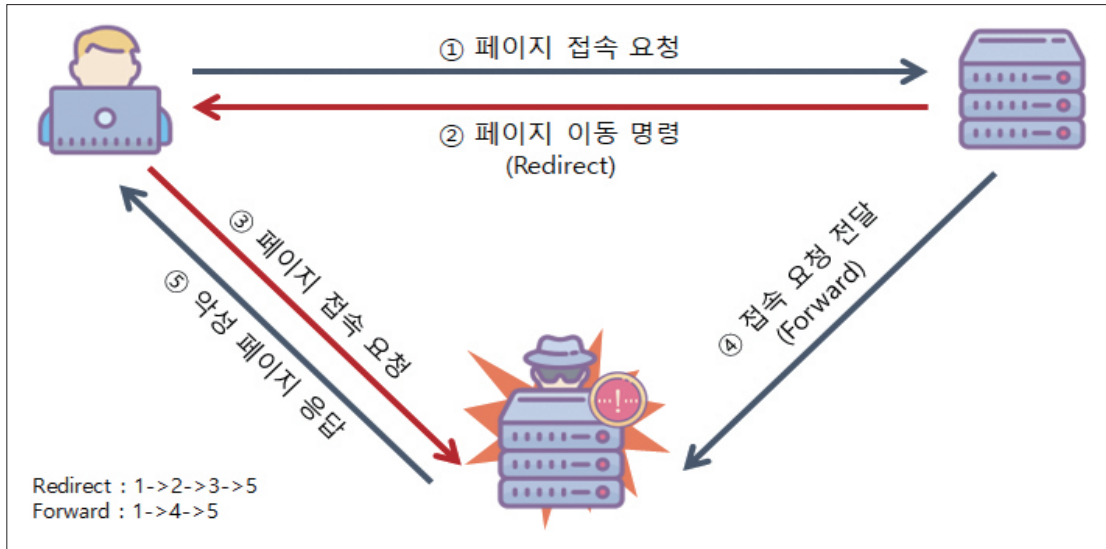 ① 페이지 접속 요청
② 페이지 이동 명령
(Redirect)
③ 페이지 접속 요청
⑤ 악성 페이지 응답
④ 접속 요청 전달
(Forward)
Redirect : 1->2->3->5
Forward : 1->4->5